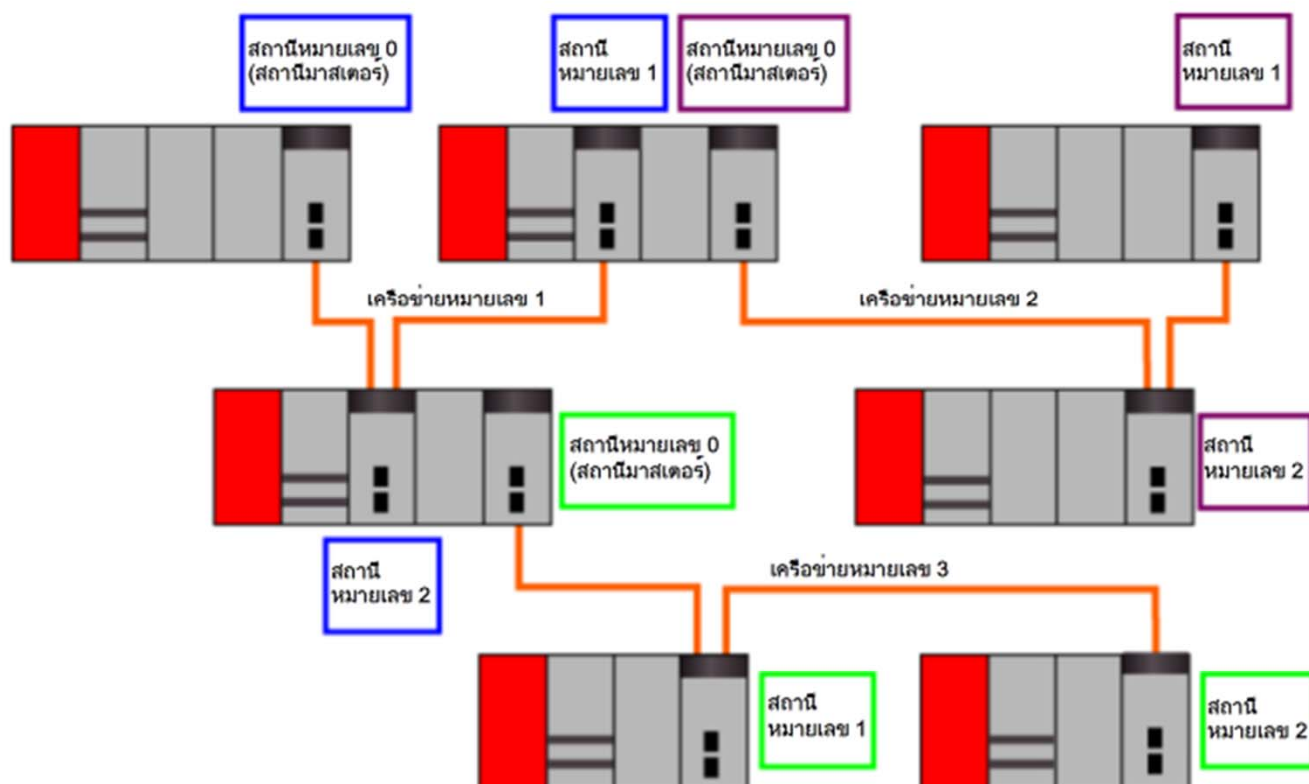 สถานีหมายเลข 0
(สถานีมาสเตอร์)
สถานี
หมายเลข 1
สถานีหมายเลข 0
(สถานีมาสเตอร์)
สถานี
หมายเลข 1
เครือข่ายหมายเลข 1
เครือข่ายหมายเลข 2
สถานีหมายเลข 0
(สถานีมาสเตอร์)
สถานี
หมายเลข 2
สถานี
หมายเลข 2
เครือข่ายหมายเลข 3
สถานี
หมายเลข 1
สถานี
หมายเลข 2